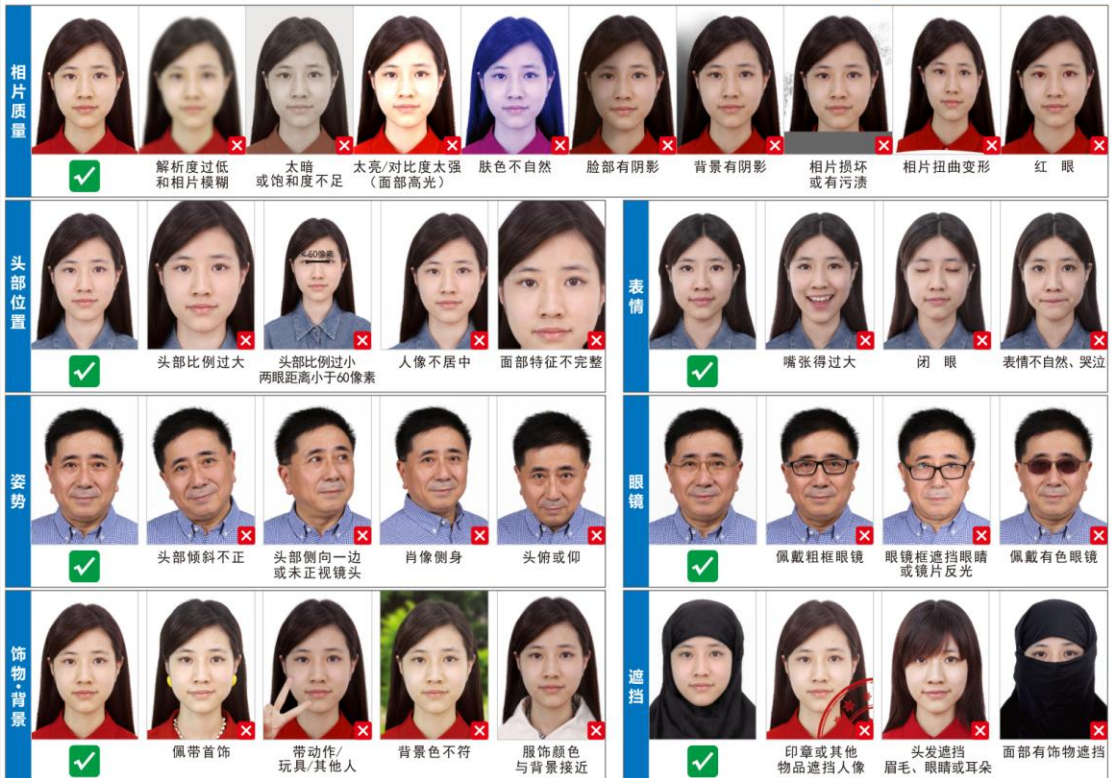 相片质量
解析度过低
和相片模糊
太暗
或饱和度不足
太亮/对比度太强
（面部高光）
肤色不自然
脸部有阴影
背景有阴影
相片损坏
或有污渍
相片扭曲变形
红 眼
头部位置
<60像素
头部比例过大
头部比例过小
两眼距离小于60像素
人像不居中
面部特征不完整
表情
嘴张得过大
闭 眼
表情不自然、哭泣
姿势
头部倾斜不正
头部侧向一边
或未正视镜头
肖像侧身
头俯或仰
眼镜
佩戴粗框眼镜
眼镜框遮挡眼睛
或镜片反光
佩戴有色眼镜
饰物·背景
佩带首饰
带动作/
玩具/其他人
背景色不符
服饰颜色
与背景接近
遮挡
印章或其他
物品遮挡人像
头发遮挡
眉毛、眼睛或耳朵
面部有饰物遮挡